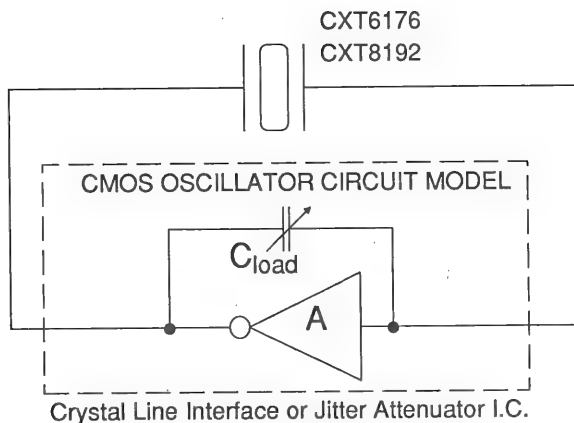 CXT6176
CXT8192
CMOS OSCILLATOR CIRCUIT MODEL
Cload
A
Crystal Line Interface or Jitter Attenuator I.C.